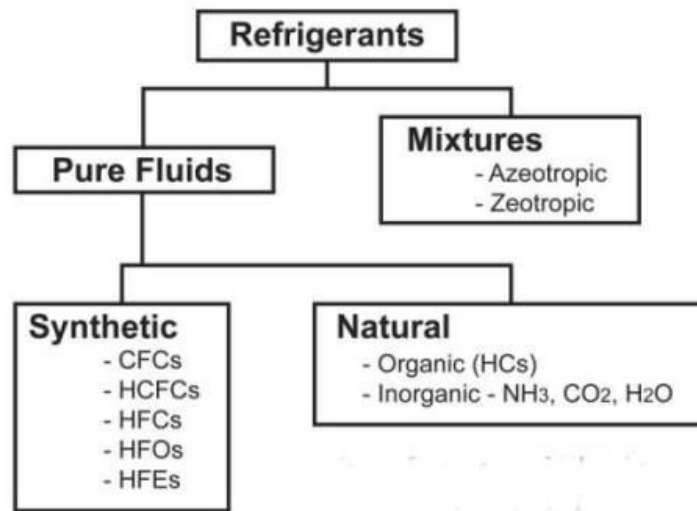 Refrigerants
Pure Fluids
Mixtures
- Azeotropic
- Zeotropic
Synthetic
- CFCs
- HCFCs
- HFCs
- HFOs
- HFEs
Natural
- Organic (HCs)
- Inorganic - NH3, CO2, H2O